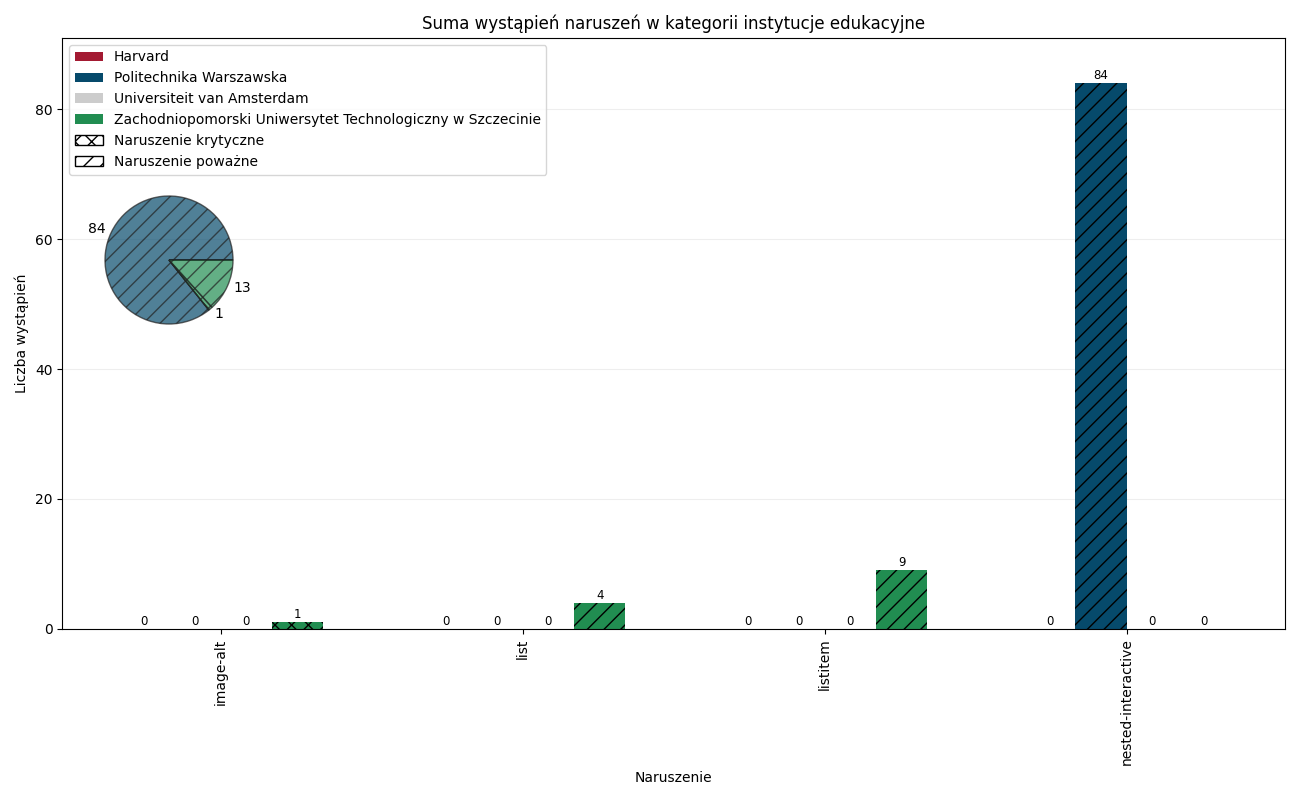 Suma wystąpień naruszeń w kategorii instytucje edukacyjne
Harvard
Politechnika Warszawska
Universiteit van Amsterdam
Zachodniopomorski Uniwersytet Technologiczny w Szczecinie
Naruszenie krytyczne
Naruszenie poważne
84
13
1
Liczba wystąpień
80
60
40
20
0
0 0 0 1
0 0 0 4
0 0 0 9
0 84 0 0
image-alt
list
listitem
nested-interactive
Naruszenie